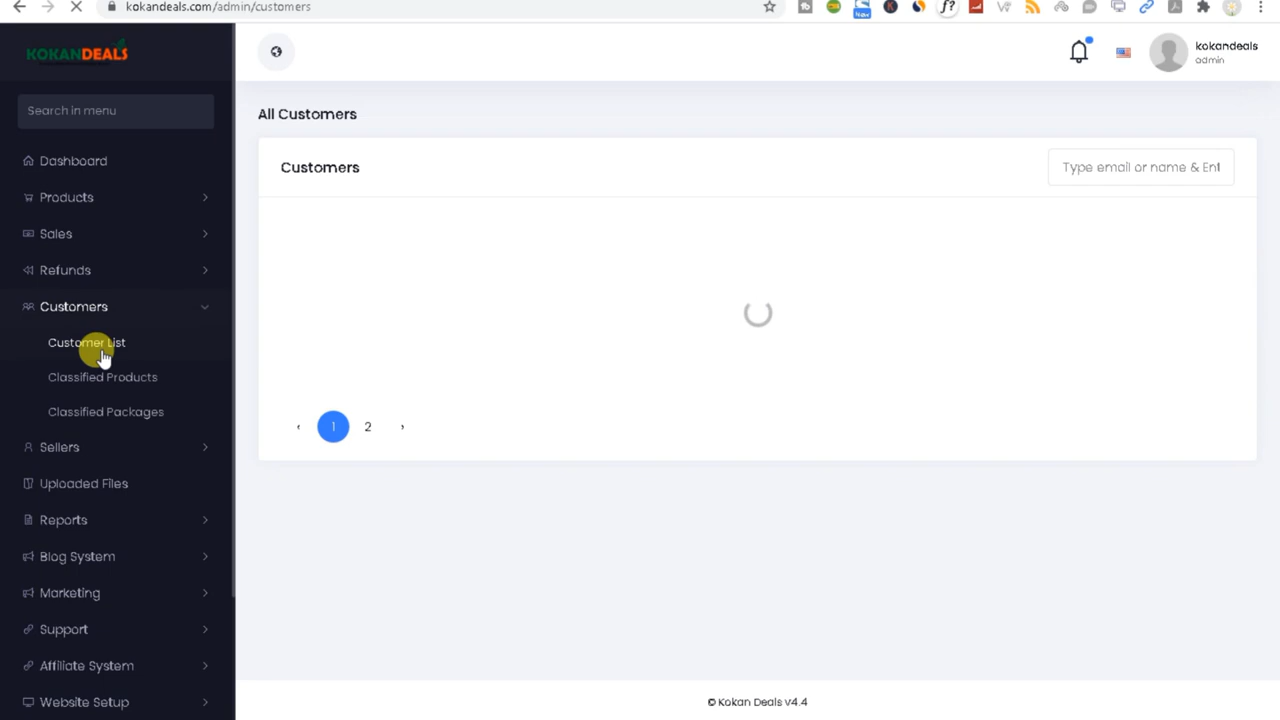 kokandeals.com/admin/customers
New
f?
KOKANDEALS
kokandeals
admin
Search in menu
All Customers
Customers
Type email or name & Ent
Dashboard
Products
Sales
Refunds
Customers
Customer List
Classified Products
Classified Packages
Sellers
Uploaded Files
Reports
Blog System
Marketing
Support
Affiliate System
Website Setup
‹ 1 2 ›
© Kokan Deals v4.4